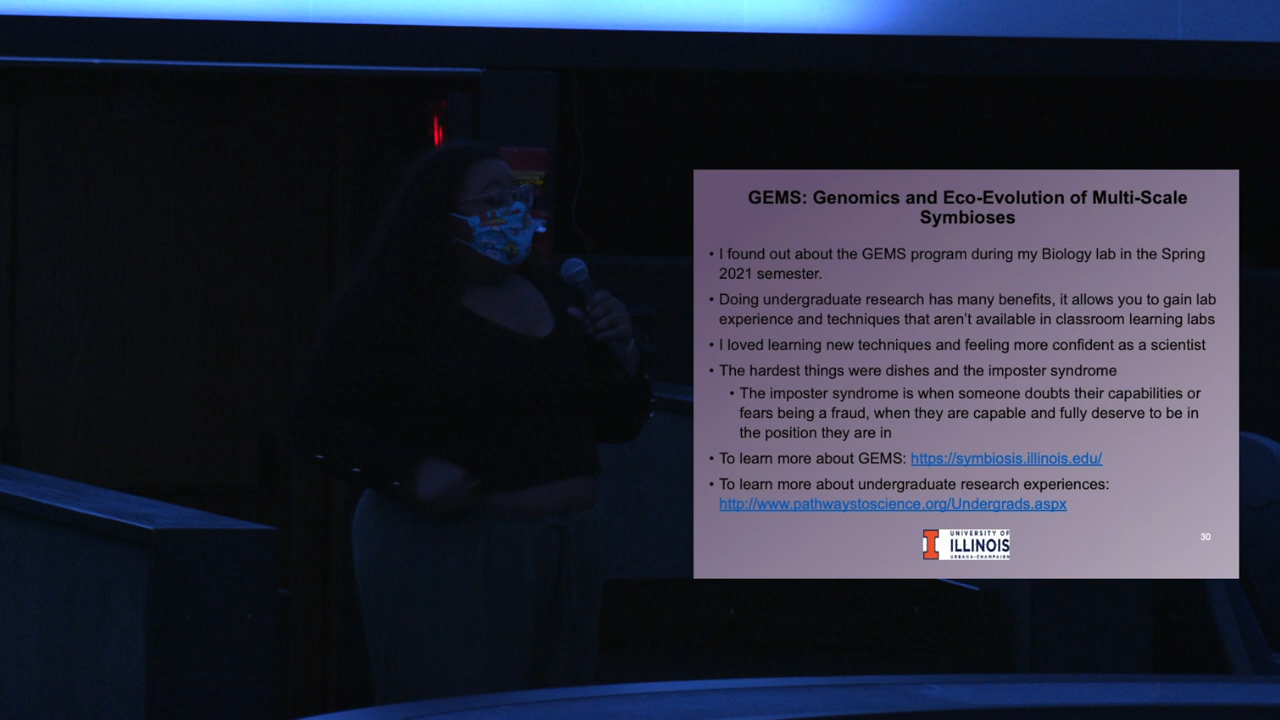 GEMS: Genomics and Eco-Evolution of Multi-Scale
Symbioses
• I found out about the GEMS program during my Biology lab in the Spring
2021 semester.
• Doing undergraduate research has many benefits, it allows you to gain lab
experience and techniques that aren't available in classroom learning labs
• I loved learning new techniques and feeling more confident as a scientist
• The hardest things were dishes and the imposter syndrome
• The imposter syndrome is when someone doubts their capabilities or
fears being a fraud, when they are capable and fully deserve to be in
the position they are in
• To learn more about GEMS: https://symbiosis.illinois.edu/
• To learn more about undergraduate research experiences:
http://www.pathwaystoscience.org/Undergrads.aspx
I
UNIVERSITY OF
ILLINOIS
URBANA-CHAMPAIGN
30